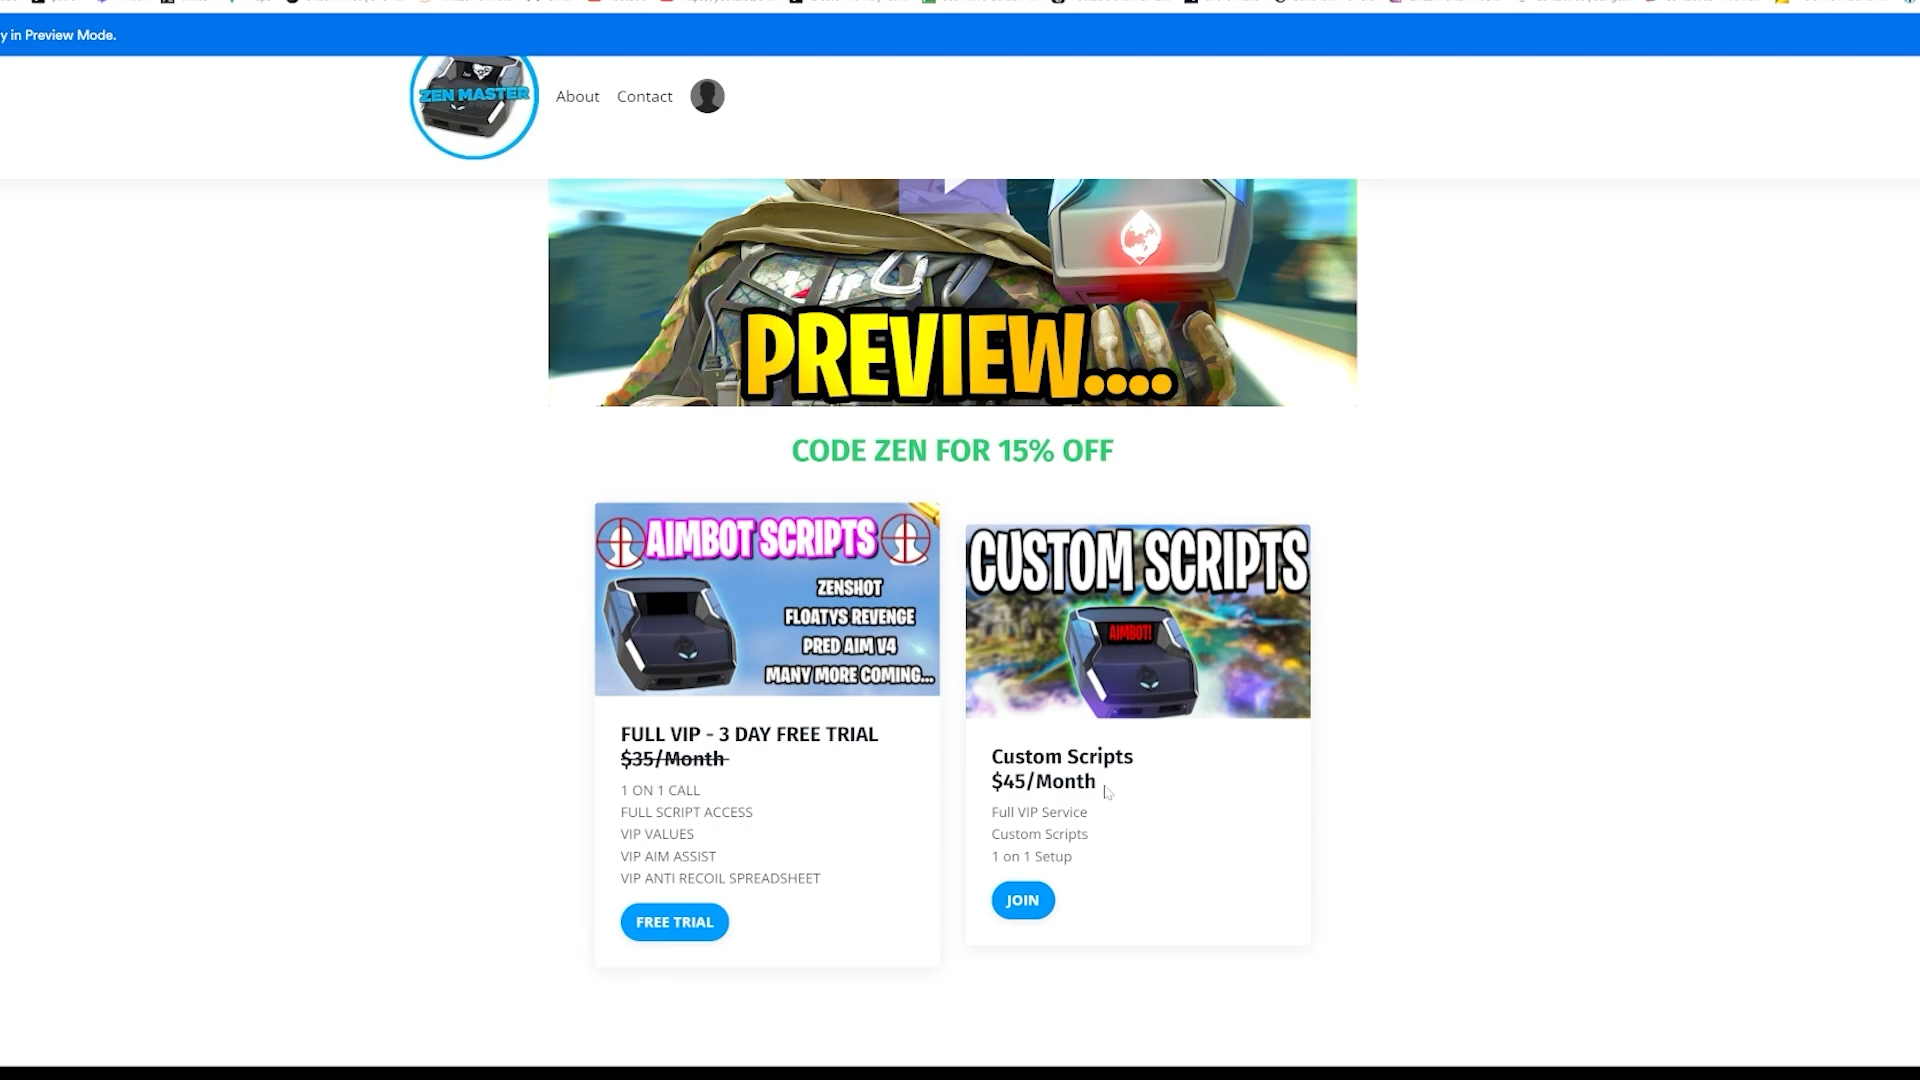 y in Preview Mode.
ZEN MASTER
About
Contact
PREVIEW....
CODE ZEN FOR 15% OFF
AIMBOT SCRIPTS
ZENSHOT
FLOATYS REVENGE
PRED AIM V4
MANY MORE COMING...
FULL VIP - 3 DAY FREE TRIAL
$35/Month
1 ON 1 CALL
FULL SCRIPT ACCESS
VIP VALUES
VIP AIM ASSIST
VIP ANTI RECOIL SPREADSHEET
FREE TRIAL
CUSTOM SCRIPTS
AIMBOT!
Custom Scripts
$45/Month
Full VIP Service
Custom Scripts
1 on 1 Setup
JOIN